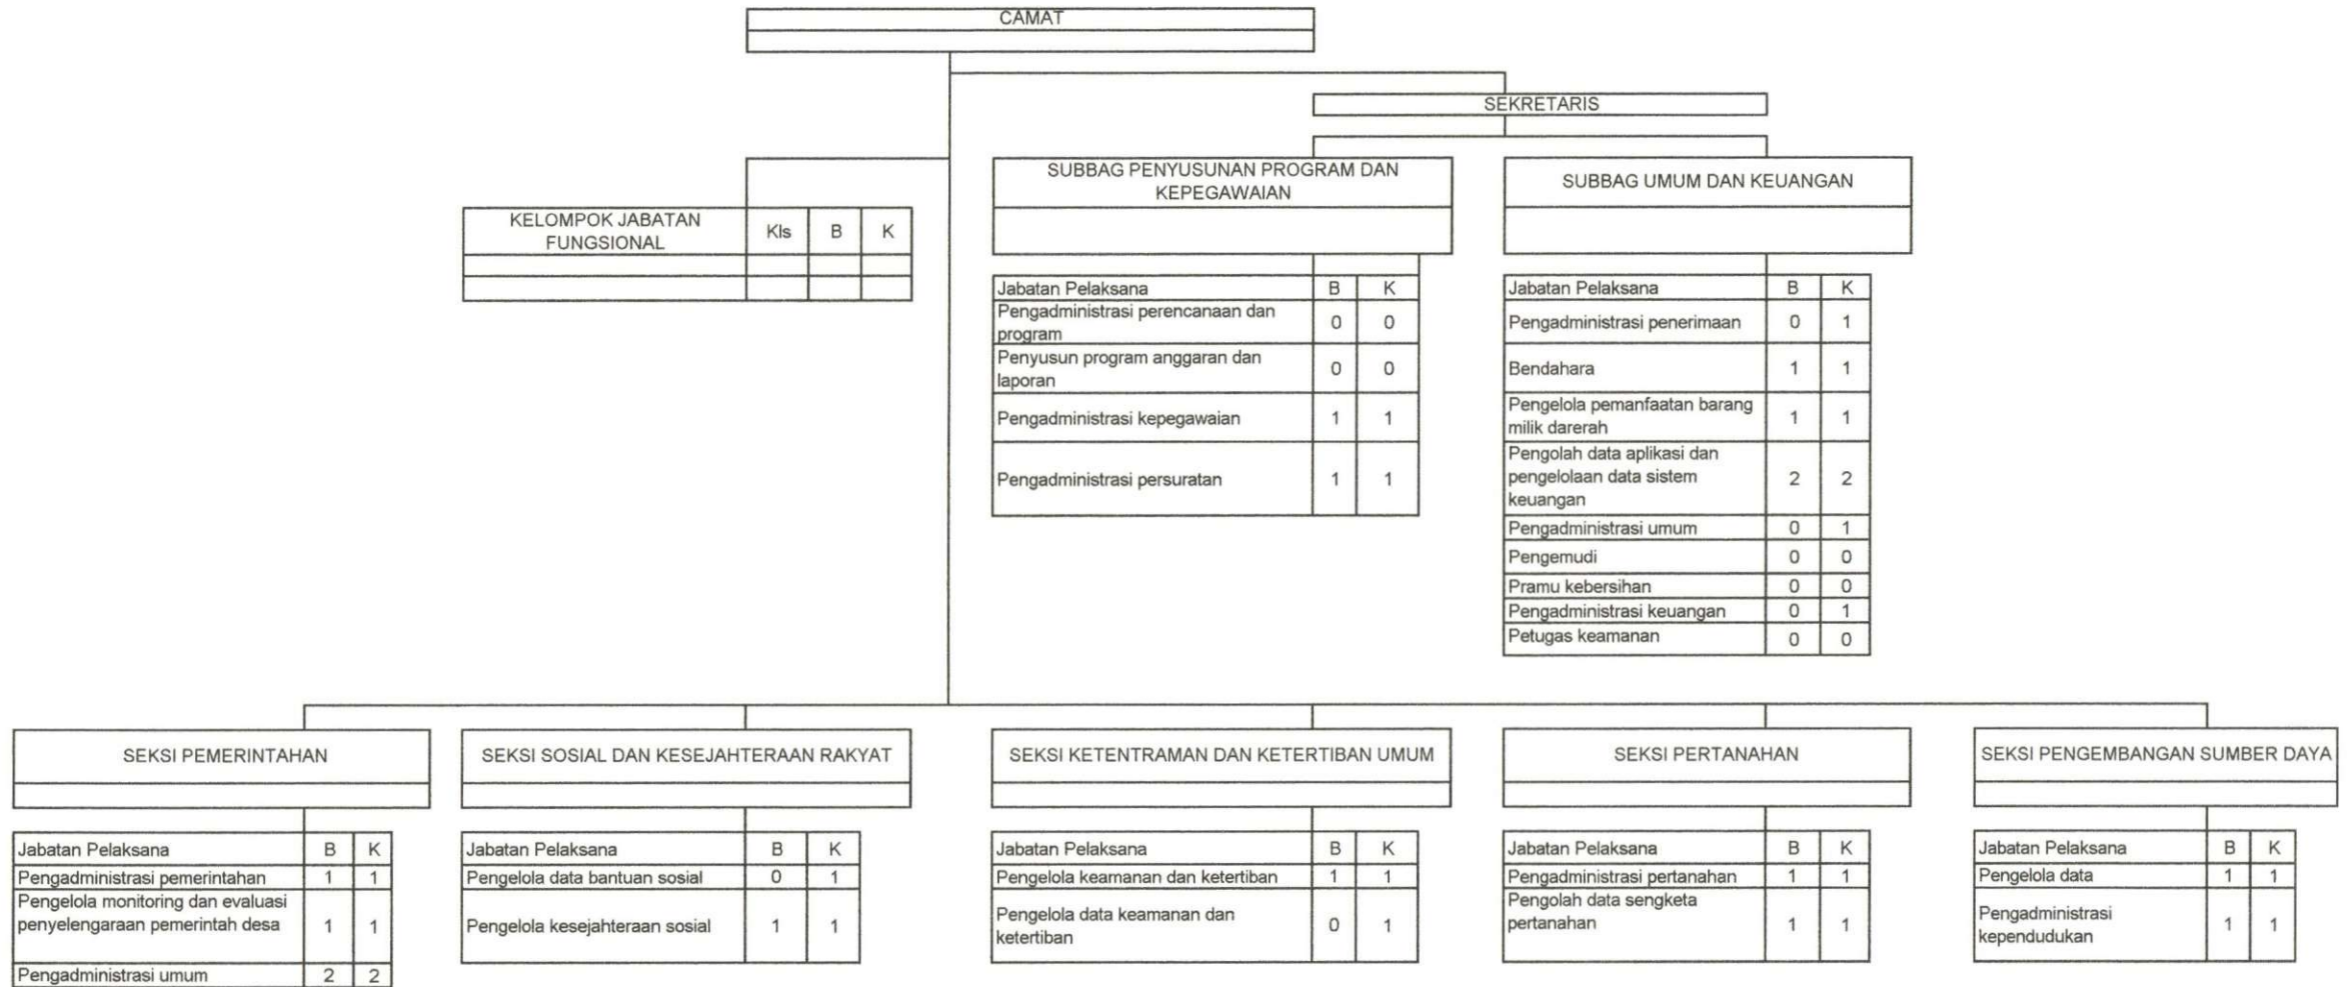 CAMAT
SEKRETARIS
SUBBAG PENYUSUNAN PROGRAM DAN
KEPEGAWAIAN
SUBBAG UMUM DAN KEUANGAN
KELOMPOK JABATAN
FUNGSIONAL
Kls B K
Jabatan Pelaksana B K
Pengadministrasi perencanaan dan
program
0 0
Penyusun program anggaran dan
laporan
0 0
Pengadministrasi kepegawaian 1 1
Pengadministrasi persuratan 1 1
Jabatan Pelaksana B K
Pengadministrasi penerimaan 0 1
Bendahara 1 1
Pengelola pemanfaatan barang
milik darerah
1 1
Pengolah data aplikasi dan
pengelolaan data sistem
keuangan
2 2
Pengadministrasi umum 0 1
Pengemudi 0 0
Pramu kebersihan 0 0
Pengadministrasi keuangan 0 1
Petugas keamanan 0 0
SEKSI PEMERINTAHAN
Jabatan Pelaksana B K
Pengadministrasi pemerintahan 1 1
Pengelola monitoring dan evaluasi
penyelengaraan pemerintah desa
1 1
Pengadministrasi umum 2 2
SEKSI SOSIAL DAN KESEJAHTERAAN RAKYAT
Jabatan Pelaksana B K
Pengelola data bantuan sosial 0 1
Pengelola kesejahteraan sosial 1 1
SEKSI KETENTRAMAN DAN KETERTIBAN UMUM
Jabatan Pelaksana B K
Pengelola keamanan dan ketertiban 1 1
Pengelola data keamanan dan
ketertiban
0 1
SEKSI PERTANAHAN
Jabatan Pelaksana B K
Pengadministrasi pertanahan 1 1
Pengolah data sengketa
pertanahan
1 1
SEKSI PENGEMBANGAN SUMBER DAYA
Jabatan Pelaksana B K
Pengelola data 1 1
Pengadministrasi
kependudukan
1 1